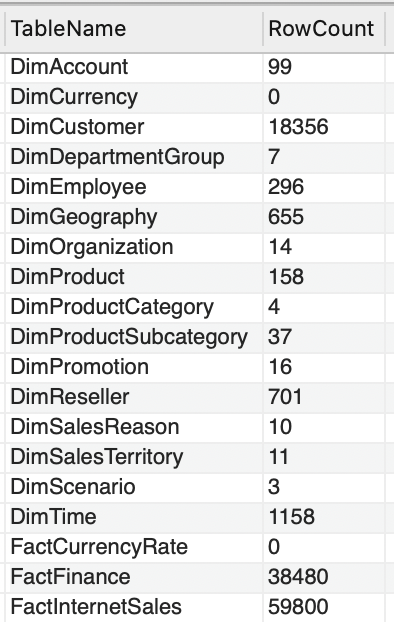 TableName RowCount
DimAccount 99
DimCurrency 0
DimCustomer 18356
DimDepartmentGroup 7
DimEmployee 296
DimGeography 655
DimOrganization 14
DimProduct 158
DimProductCategory 4
DimProductSubcategory 37
DimPromotion 16
DimReseller 701
DimSalesReason 10
DimSalesTerritory 11
DimScenario 3
DimTime 1158
FactCurrencyRate 0
FactFinance 38480
FactInternetSales 59800